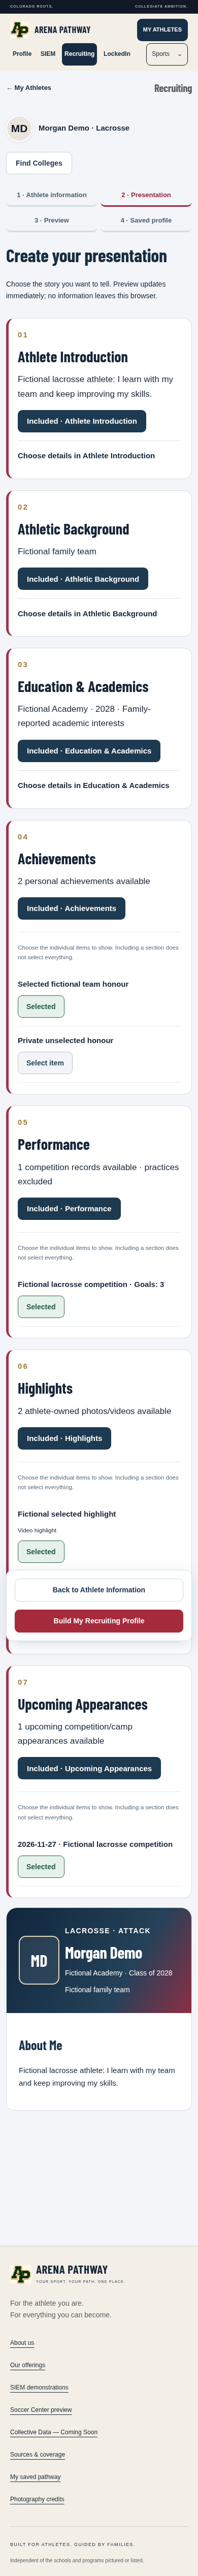 COLORADO ROOTS.
COLLEGIATE AMBITION.
AP ARENA PATHWAY
MY ATHLETES
Profile
SIEM
Recruiting
LockedIn
Sports
← My Athletes
Recruiting
MD
Morgan Demo · Lacrosse
Find Colleges
1 · Athlete information
2 · Presentation
3 · Preview
4 · Saved profile
Create your presentation
Choose the story you want to tell. Preview updates
immediately; no information leaves this browser.
01
Athlete Introduction
Fictional lacrosse athlete: I learn with my
team and keep improving my skills.
Included · Athlete Introduction
Choose details in Athlete Introduction
02
Athletic Background
Fictional family team
Included · Athletic Background
Choose details in Athletic Background
03
Education & Academics
Fictional Academy · 2028 · Family-
reported academic interests
Included · Education & Academics
Choose details in Education & Academics
04
Achievements
2 personal achievements available
Included · Achievements
Choose the individual items to show. Including a section does
not select everything.
Selected fictional team honour
Selected
Private unselected honour
Select item
05
Performance
1 competition records available · practices
excluded
Included · Performance
Choose the individual items to show. Including a section does
not select everything.
Fictional lacrosse competition · Goals: 3
Selected
06
Highlights
2 athlete-owned photos/videos available
Included · Highlights
Choose the individual items to show. Including a section does
not select everything.
Fictional selected highlight
Video highlight
Selected
Back to Athlete Information
Build My Recruiting Profile
07
Upcoming Appearances
1 upcoming competition/camp
appearances available
Included · Upcoming Appearances
Choose the individual items to show. Including a section does
not select everything.
2026-11-27 · Fictional lacrosse competition
Selected
MD
LACROSSE · ATTACK
Morgan Demo
Fictional Academy · Class of 2028
Fictional family team
About Me
Fictional lacrosse athlete: I learn with my team
and keep improving my skills.
AP ARENA PATHWAY
YOUR SPORT. YOUR PATH. ONE PLACE.
For the athlete you are.
For everything you can become.
About us
Our offerings
SIEM demonstrations
Soccer Center preview
Collective Data — Coming Soon
Sources & coverage
My saved pathway
Photography credits
BUILT FOR ATHLETES. GUIDED BY FAMILIES.
Independent of the schools and programs pictured or listed.